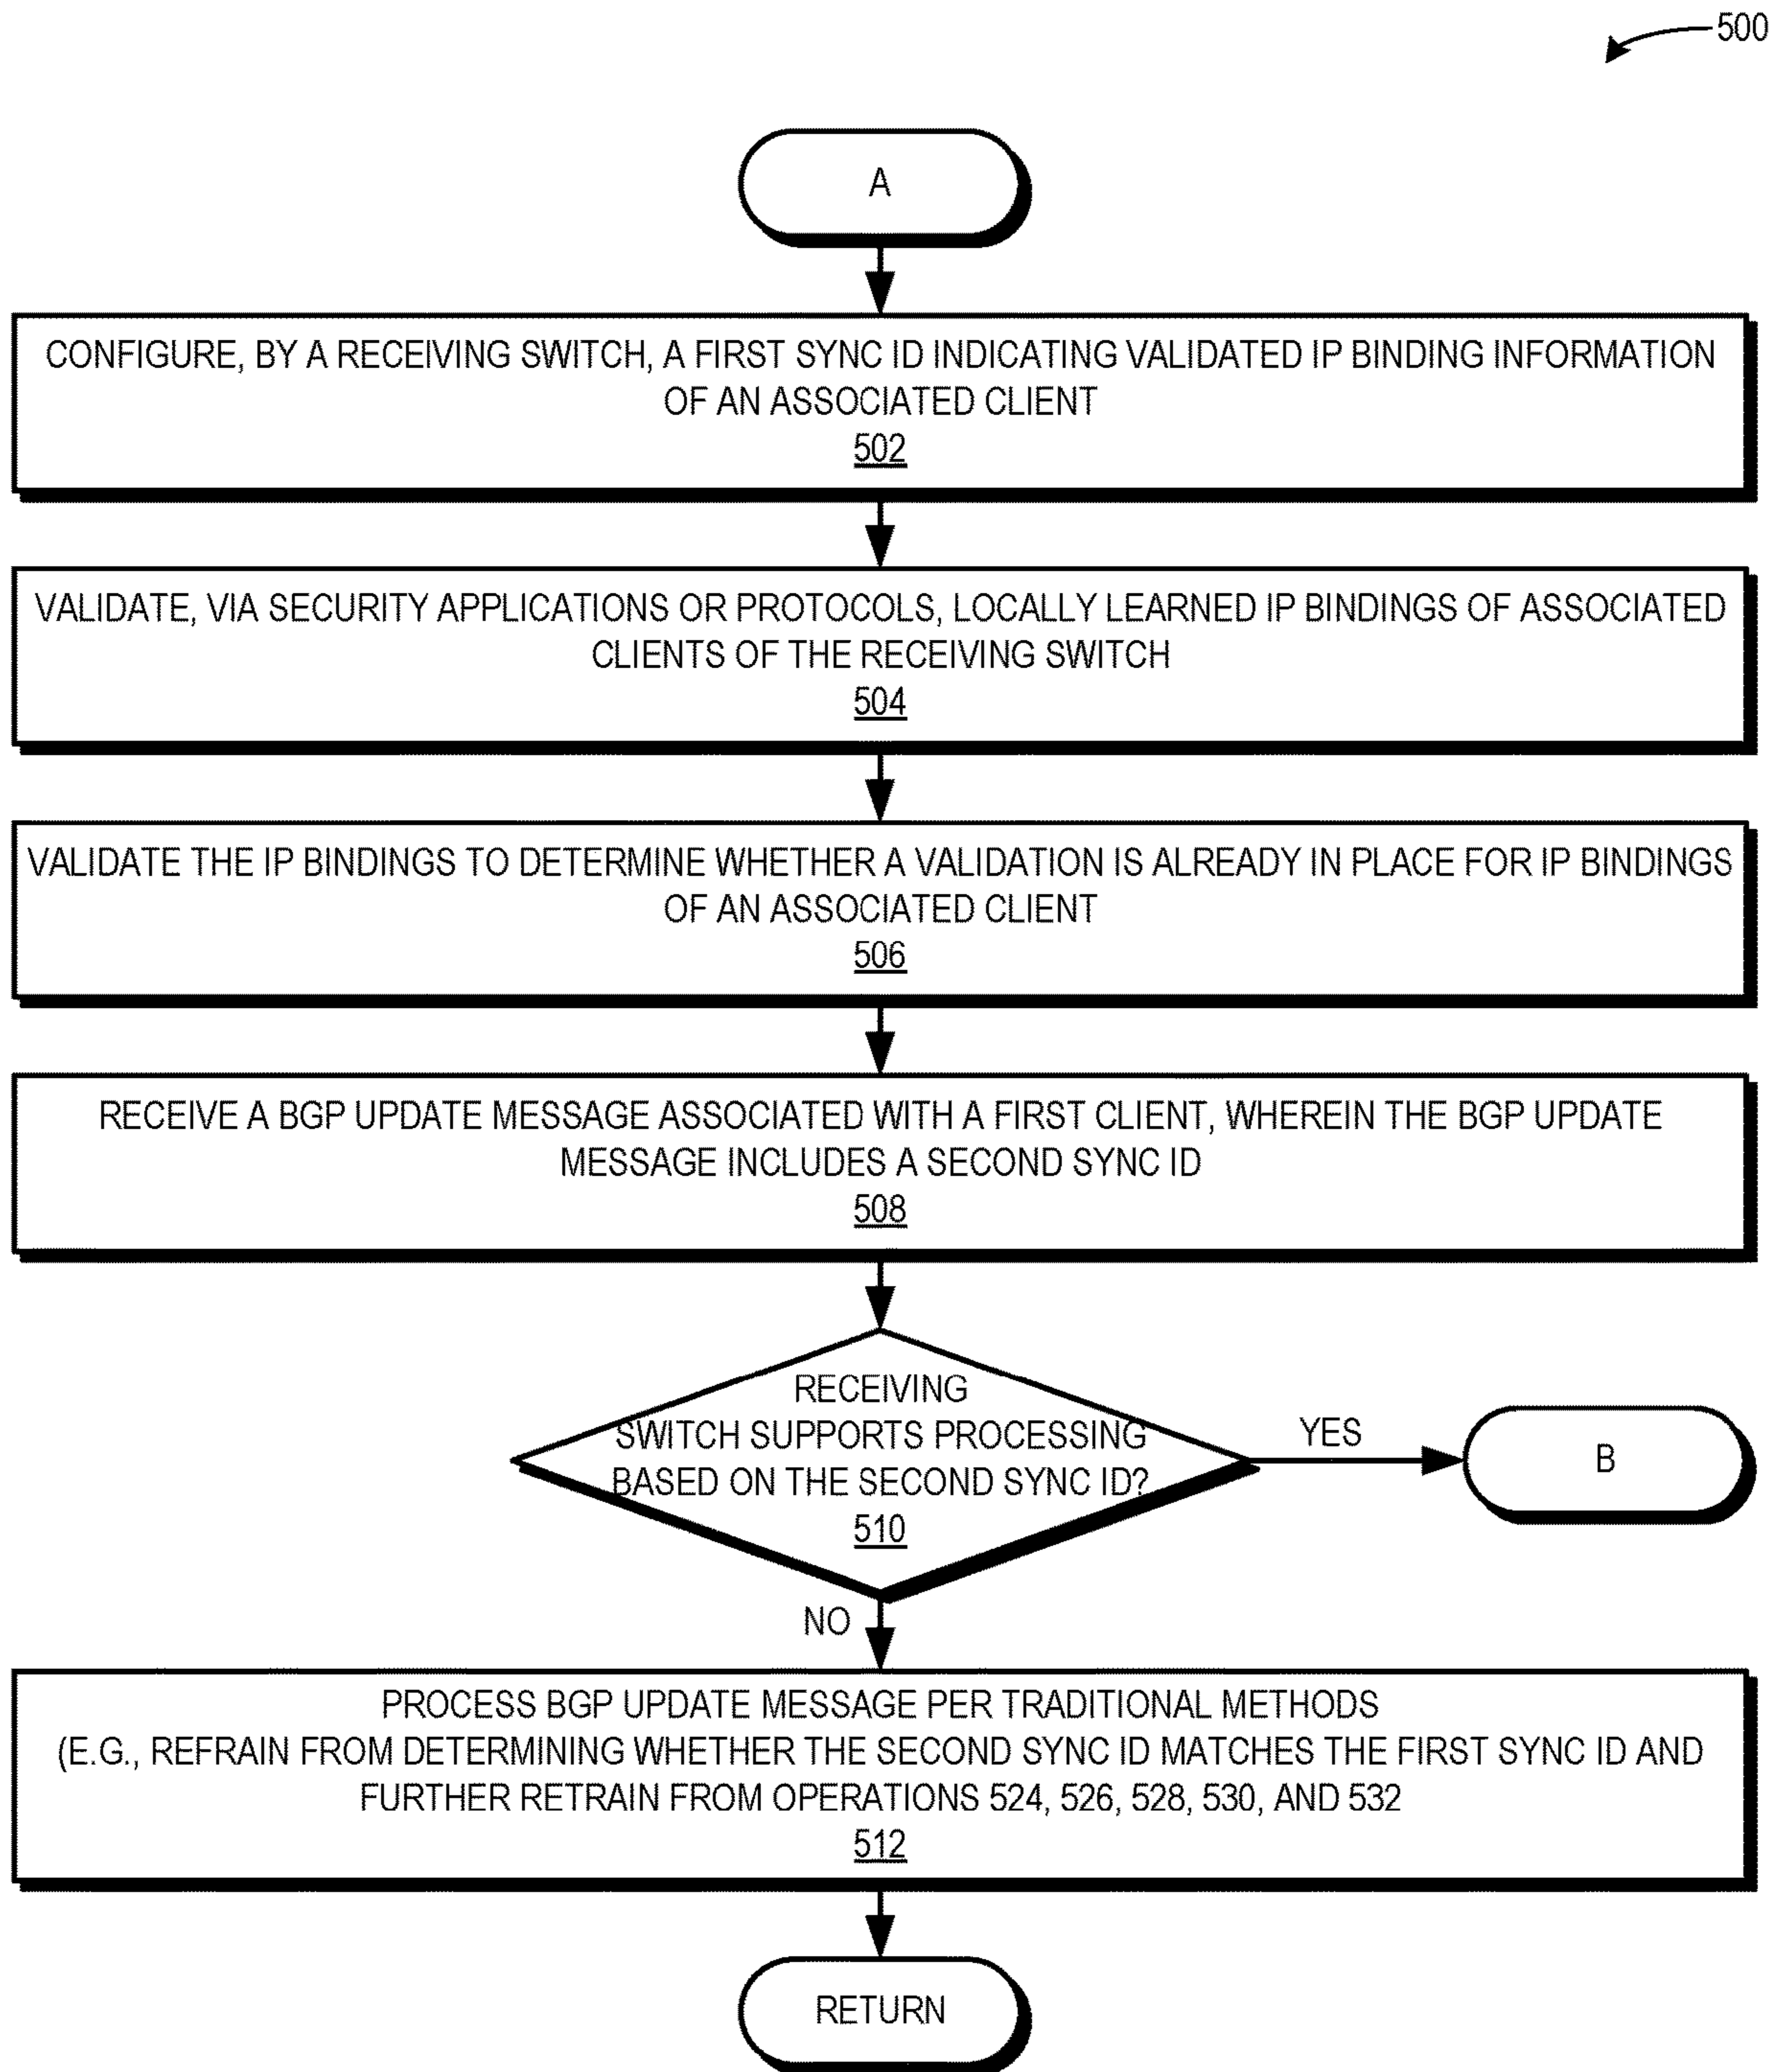 500
A
CONFIGURE, BY A RECEIVING SWITCH, A FIRST SYNC ID INDICATING VALIDATED IP BINDING INFORMATION
OF AN ASSOCIATED CLIENT
502
VALIDATE, VIA SECURITY APPLICATIONS OR PROTOCOLS, LOCALLY LEARNED IP BINDINGS OF ASSOCIATED
CLIENTS OF THE RECEIVING SWITCH
504
VALIDATE THE IP BINDINGS TO DETERMINE WHETHER A VALIDATION IS ALREADY IN PLACE FOR IP BINDINGS
OF AN ASSOCIATED CLIENT
506
RECEIVE A BGP UPDATE MESSAGE ASSOCIATED WITH A FIRST CLIENT, WHEREIN THE BGP UPDATE
MESSAGE INCLUDES A SECOND SYNC ID
508
RECEIVING
SWITCH SUPPORTS PROCESSING
BASED ON THE SECOND SYNC ID?
510
YES
B
NO
PROCESS BGP UPDATE MESSAGE PER TRADITIONAL METHODS
(E.G., REFRAIN FROM DETERMINING WHETHER THE SECOND SYNC ID MATCHES THE FIRST SYNC ID AND
FURTHER RETRAIN FROM OPERATIONS 524, 526, 528, 530, AND 532
512
RETURN